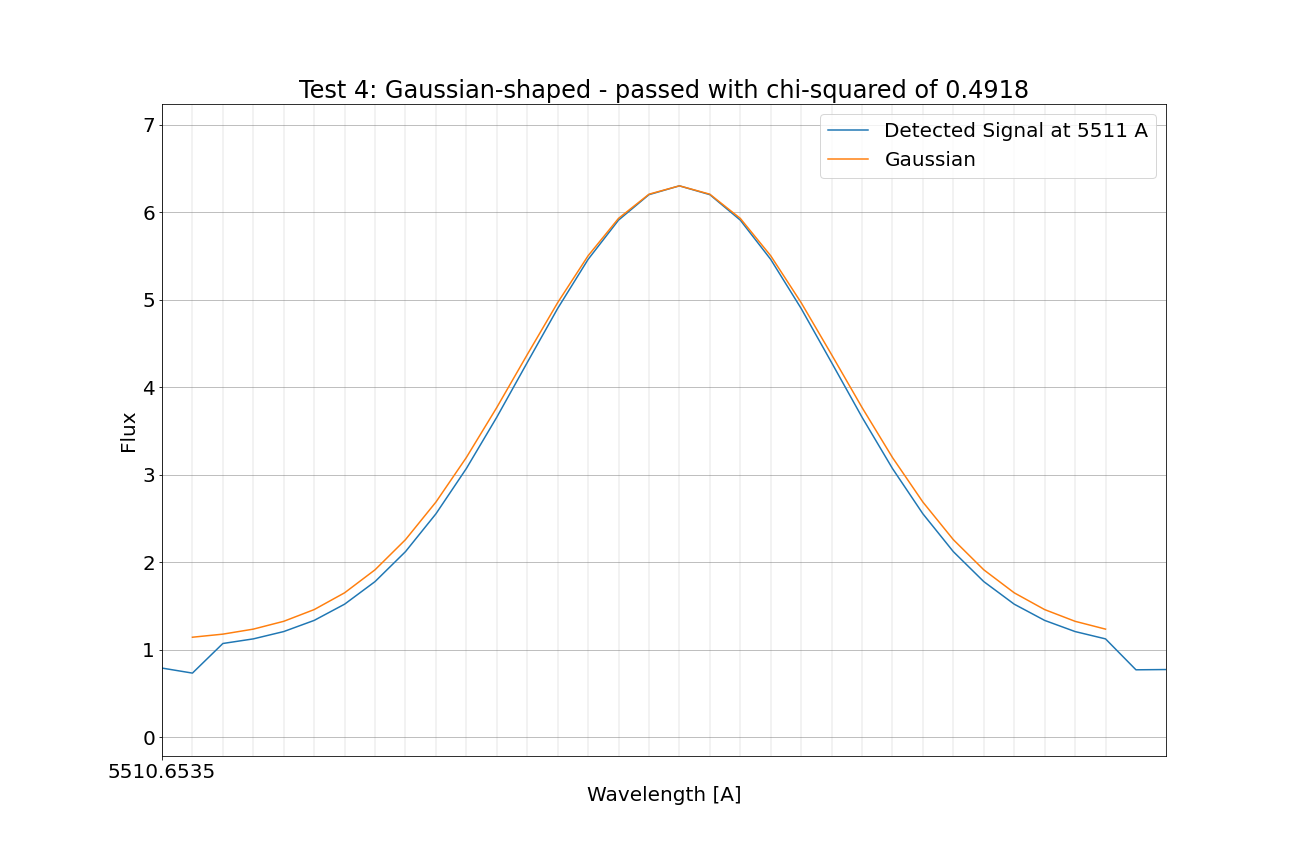 Test 4: Gaussian-shaped - passed with chi-squared of 0.4918
Detected Signal at 5511 A
Gaussian
7
6
5
4
3
2
1
0
Flux
5510.6535
Wavelength [A]